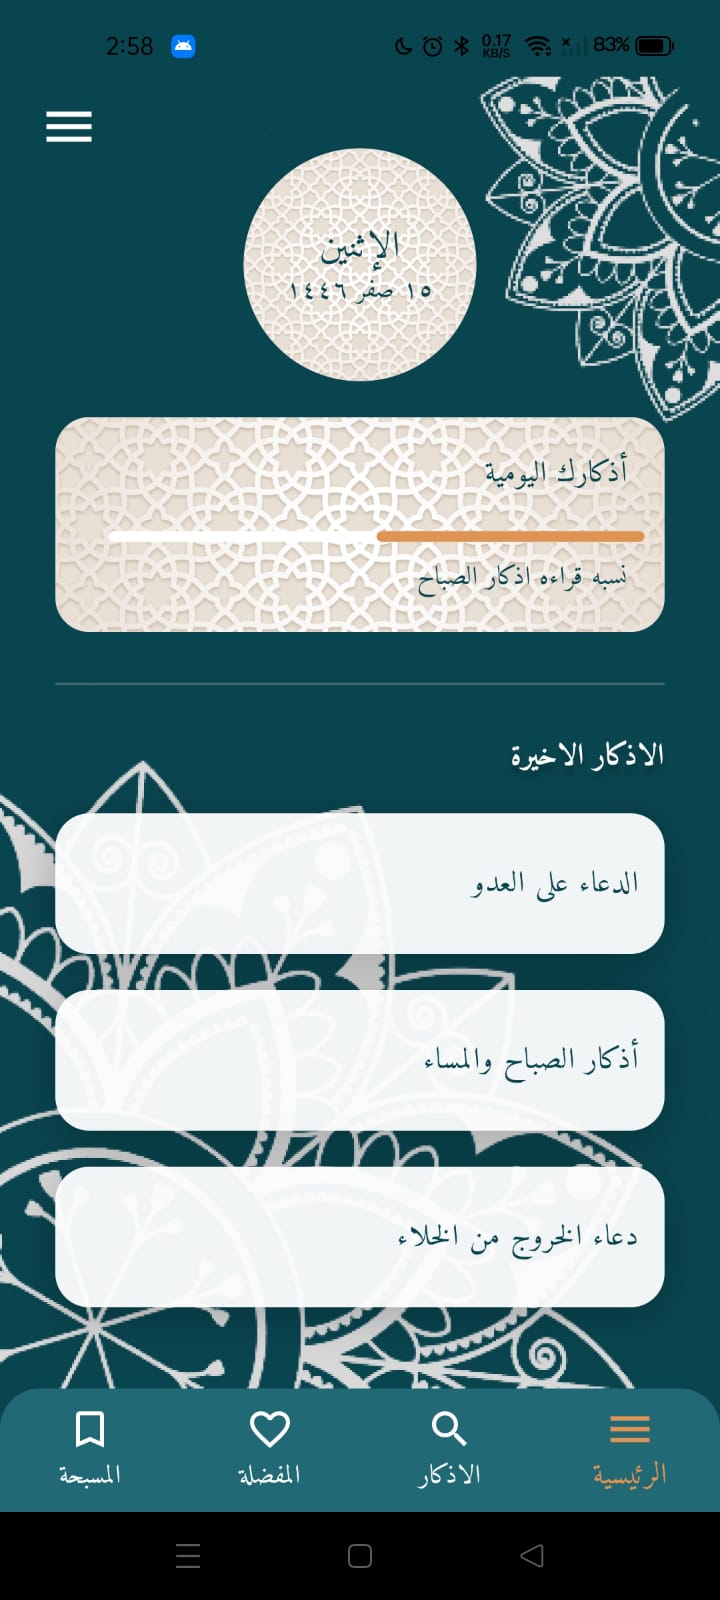 2:58
0.17 KB/S
83%
الإثنين
١٥ صفر ١٤٤٦
أذكارك اليومية
نسبه قراءه اذكار الصباح
الاذكار الاخيرة
الدعاء على العدو
أذكار الصباح والمساء
دعاء الخروج من الخلاء
الرئيسية
الاذكار
المفضلة
المسبحة